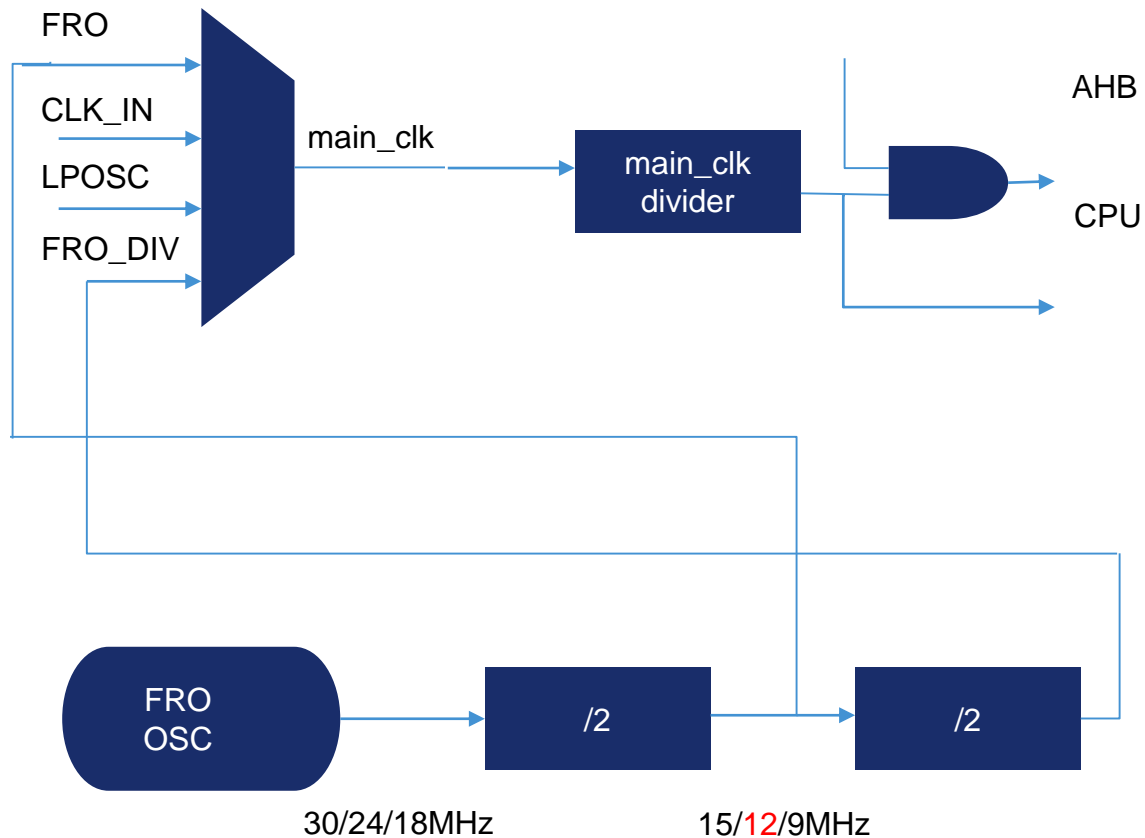 FRO
CLK_IN
LPOSC
FRO_DIV
main_clk
main_clk
divider
AHB
CPU
FRO
OSC
/2
/2
30/24/18MHz
15/12/9MHz